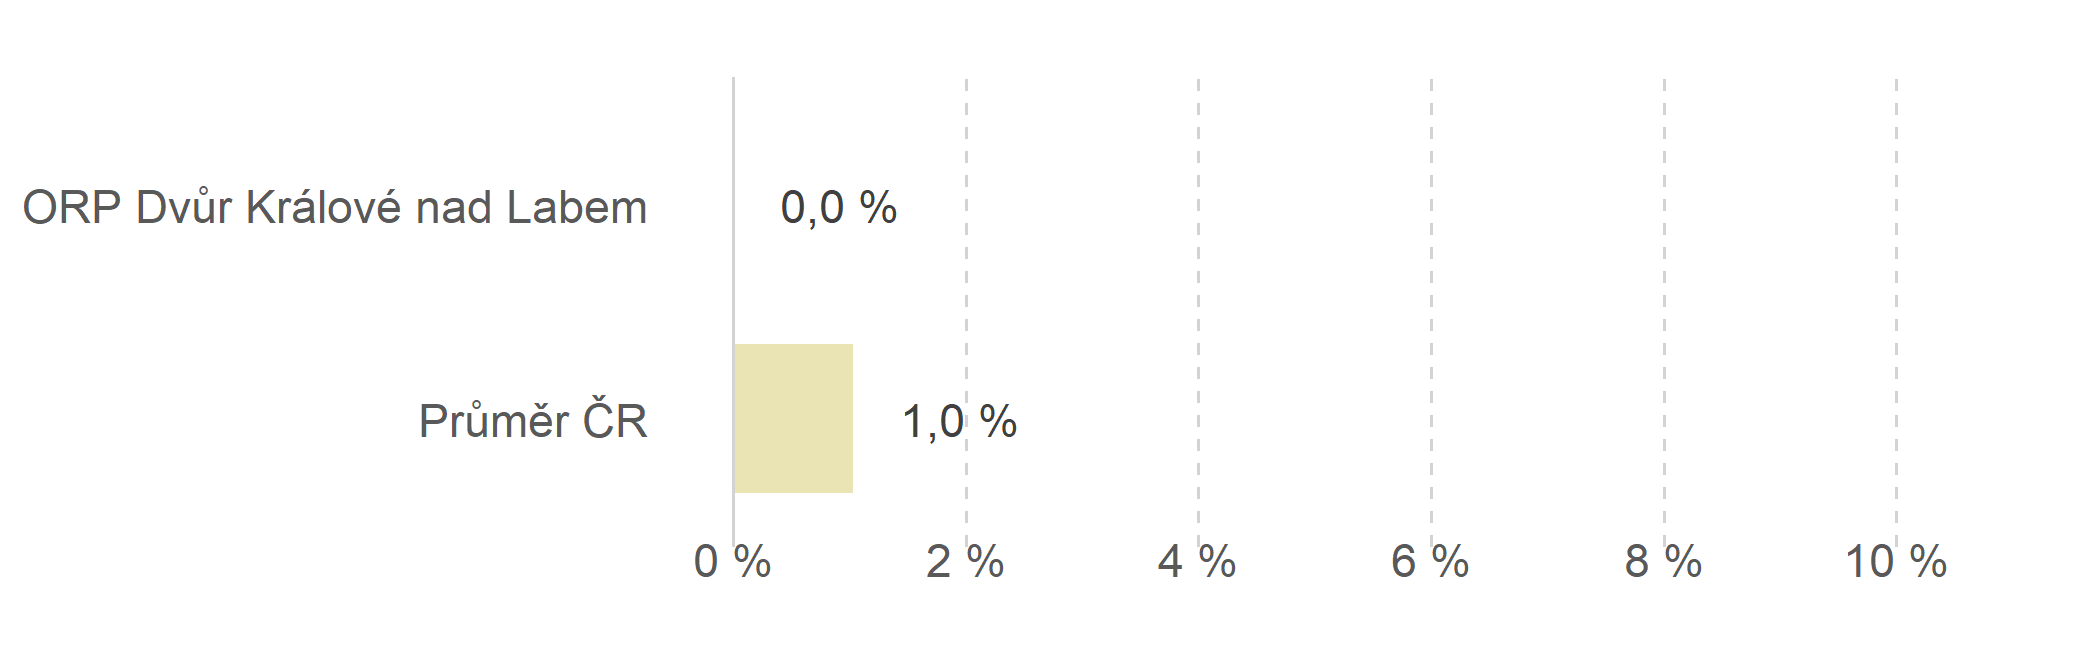 ORP Dvůr Králové nad Labem 0,0 %
Průměr ČR 1,0 %
0 % 2 % 4 % 6 % 8 % 10 %